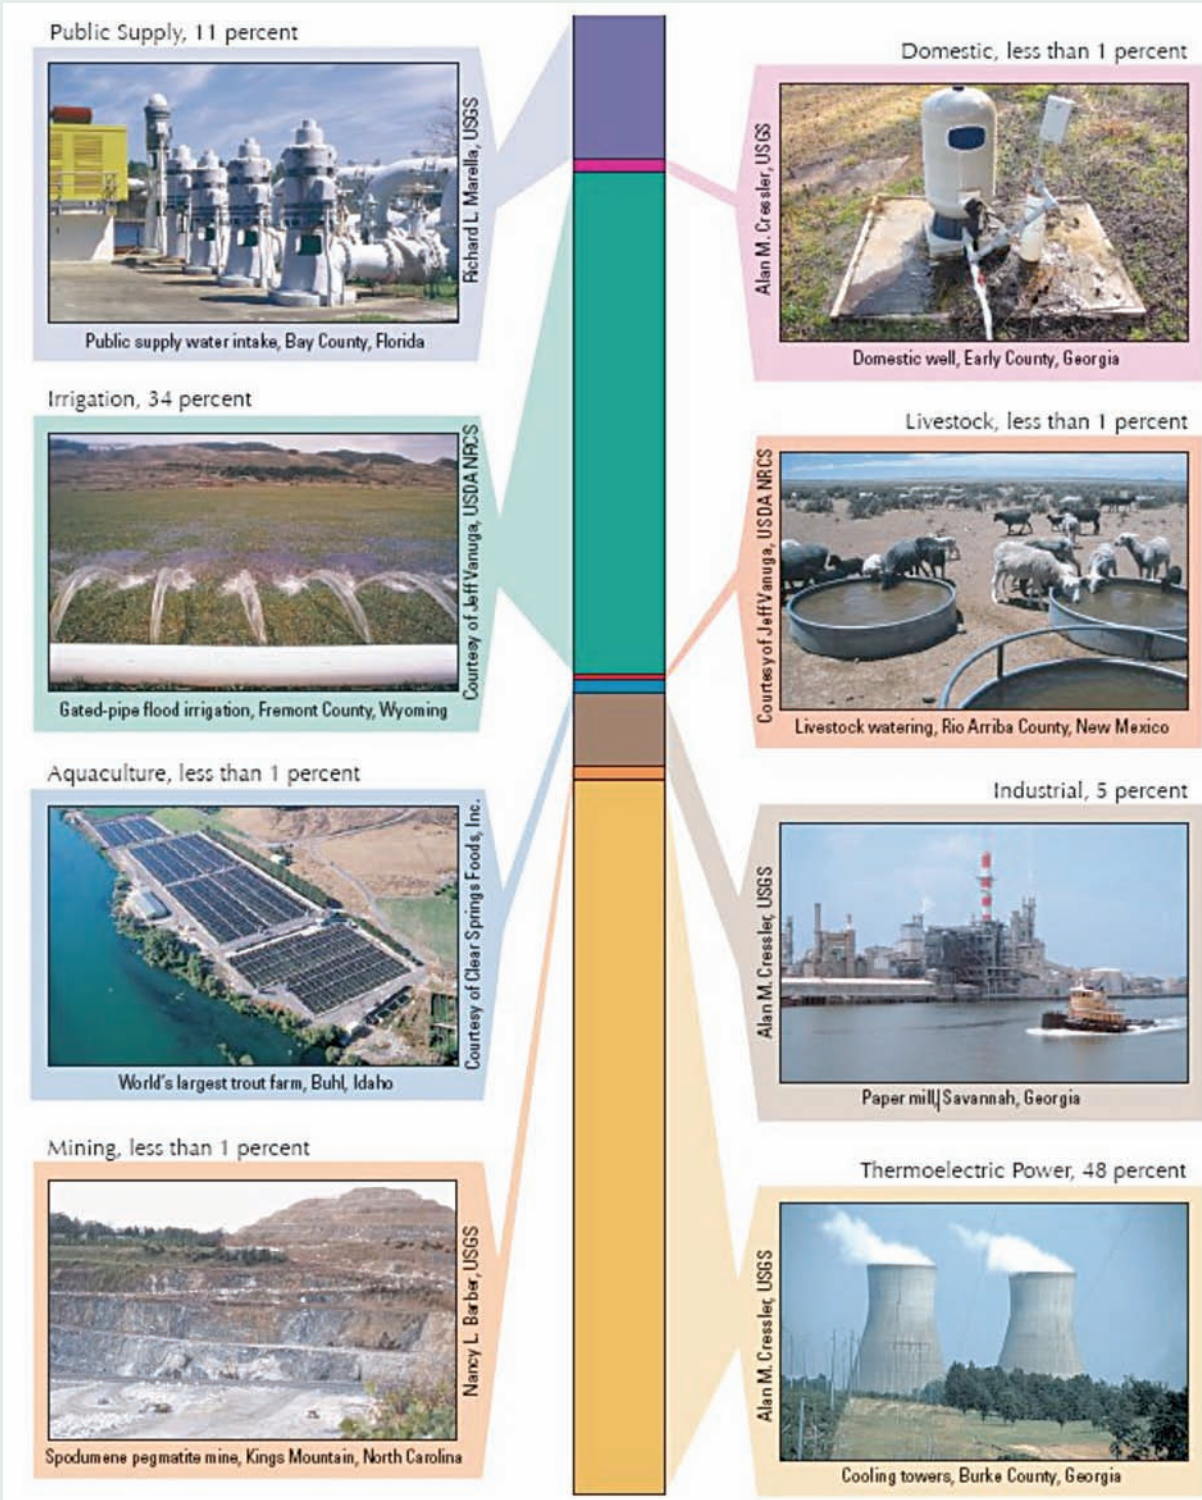 Public Supply, 11 percent
Richard L. Marella, USGS
Public supply water intake, Bay County, Florida
Domestic, less than 1 percent
Alan M. Cressler, USGS
Domestic well, Early County, Georgia
Irrigation, 34 percent
Courtesy of Jeff Vanuga, USDA NRCS
Gated-pipe flood irrigation, Fremont County, Wyoming
Livestock, less than 1 percent
Courtesy of Jeff Vanuga, USDA NRCS
Livestock watering, Rio Arriba County, New Mexico
Aquaculture, less than 1 percent
Courtesy of Clear Springs Foods, Inc.
World's largest trout farm, Buhl, Idaho
Industrial, 5 percent
Alan M. Cressler, USGS
Paper mill, Savannah, Georgia
Mining, less than 1 percent
Nancy L. Barber, USGS
Spodumene pegmatite mine, Kings Mountain, North Carolina
Thermoelectric Power, 48 percent
Alan M. Cressler, USGS
Cooling towers, Burke County, Georgia